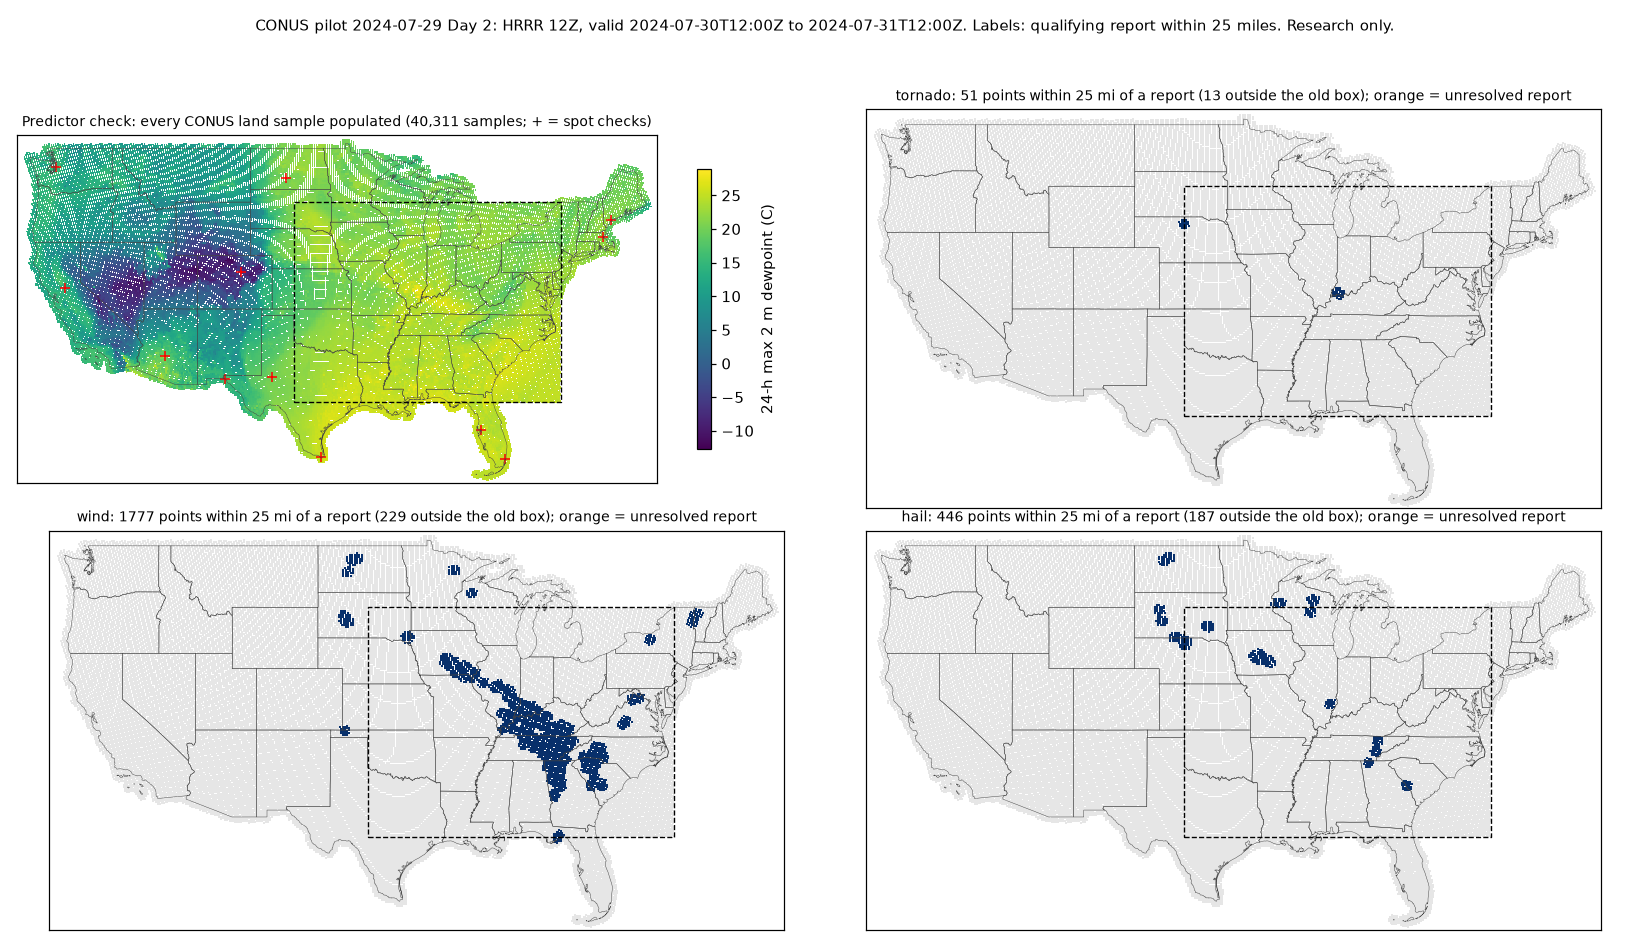 CONUS pilot 2024-07-29 Day 2: HRRR 12Z, valid 2024-07-30T12:00Z to 2024-07-31T12:00Z. Labels: qualifying report within 25 miles. Research only.
Predictor check: every CONUS land sample populated (40,311 samples; + = spot checks)
25
20
15
10
5
0
−5
−10
24-h max 2 m dewpoint (C)
tornado: 51 points within 25 mi of a report (13 outside the old box); orange = unresolved report
wind: 1777 points within 25 mi of a report (229 outside the old box); orange = unresolved report
hail: 446 points within 25 mi of a report (187 outside the old box); orange = unresolved report